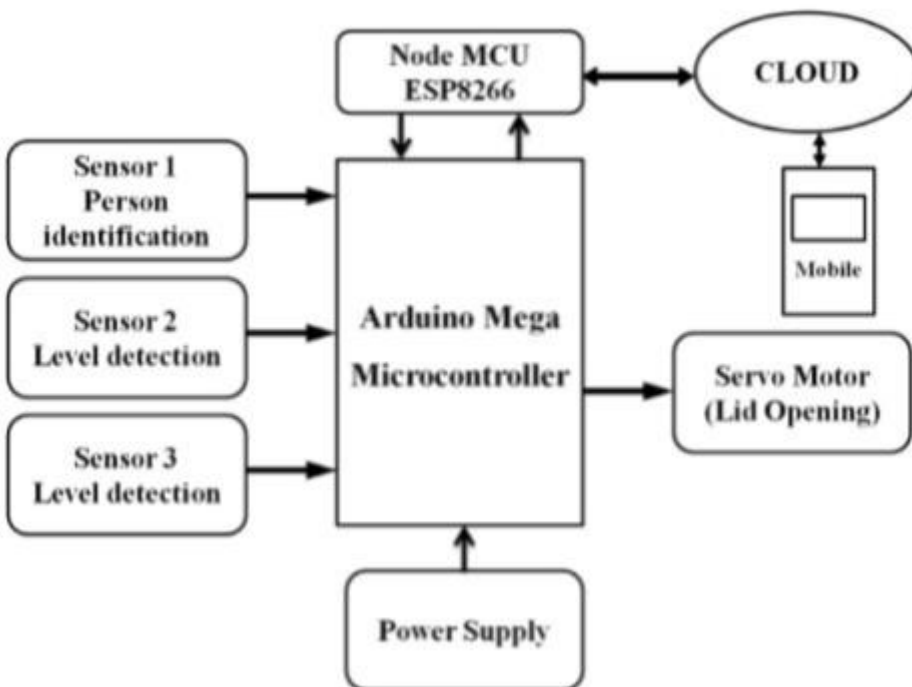 Node MCU
ESP8266
CLOUD
Sensor 1
Person
identification
Mobile
Sensor 2
Level detection
Arduino Mega
Microcontroller
Servo Motor
(Lid Opening)
Sensor 3
Level detection
Power Supply